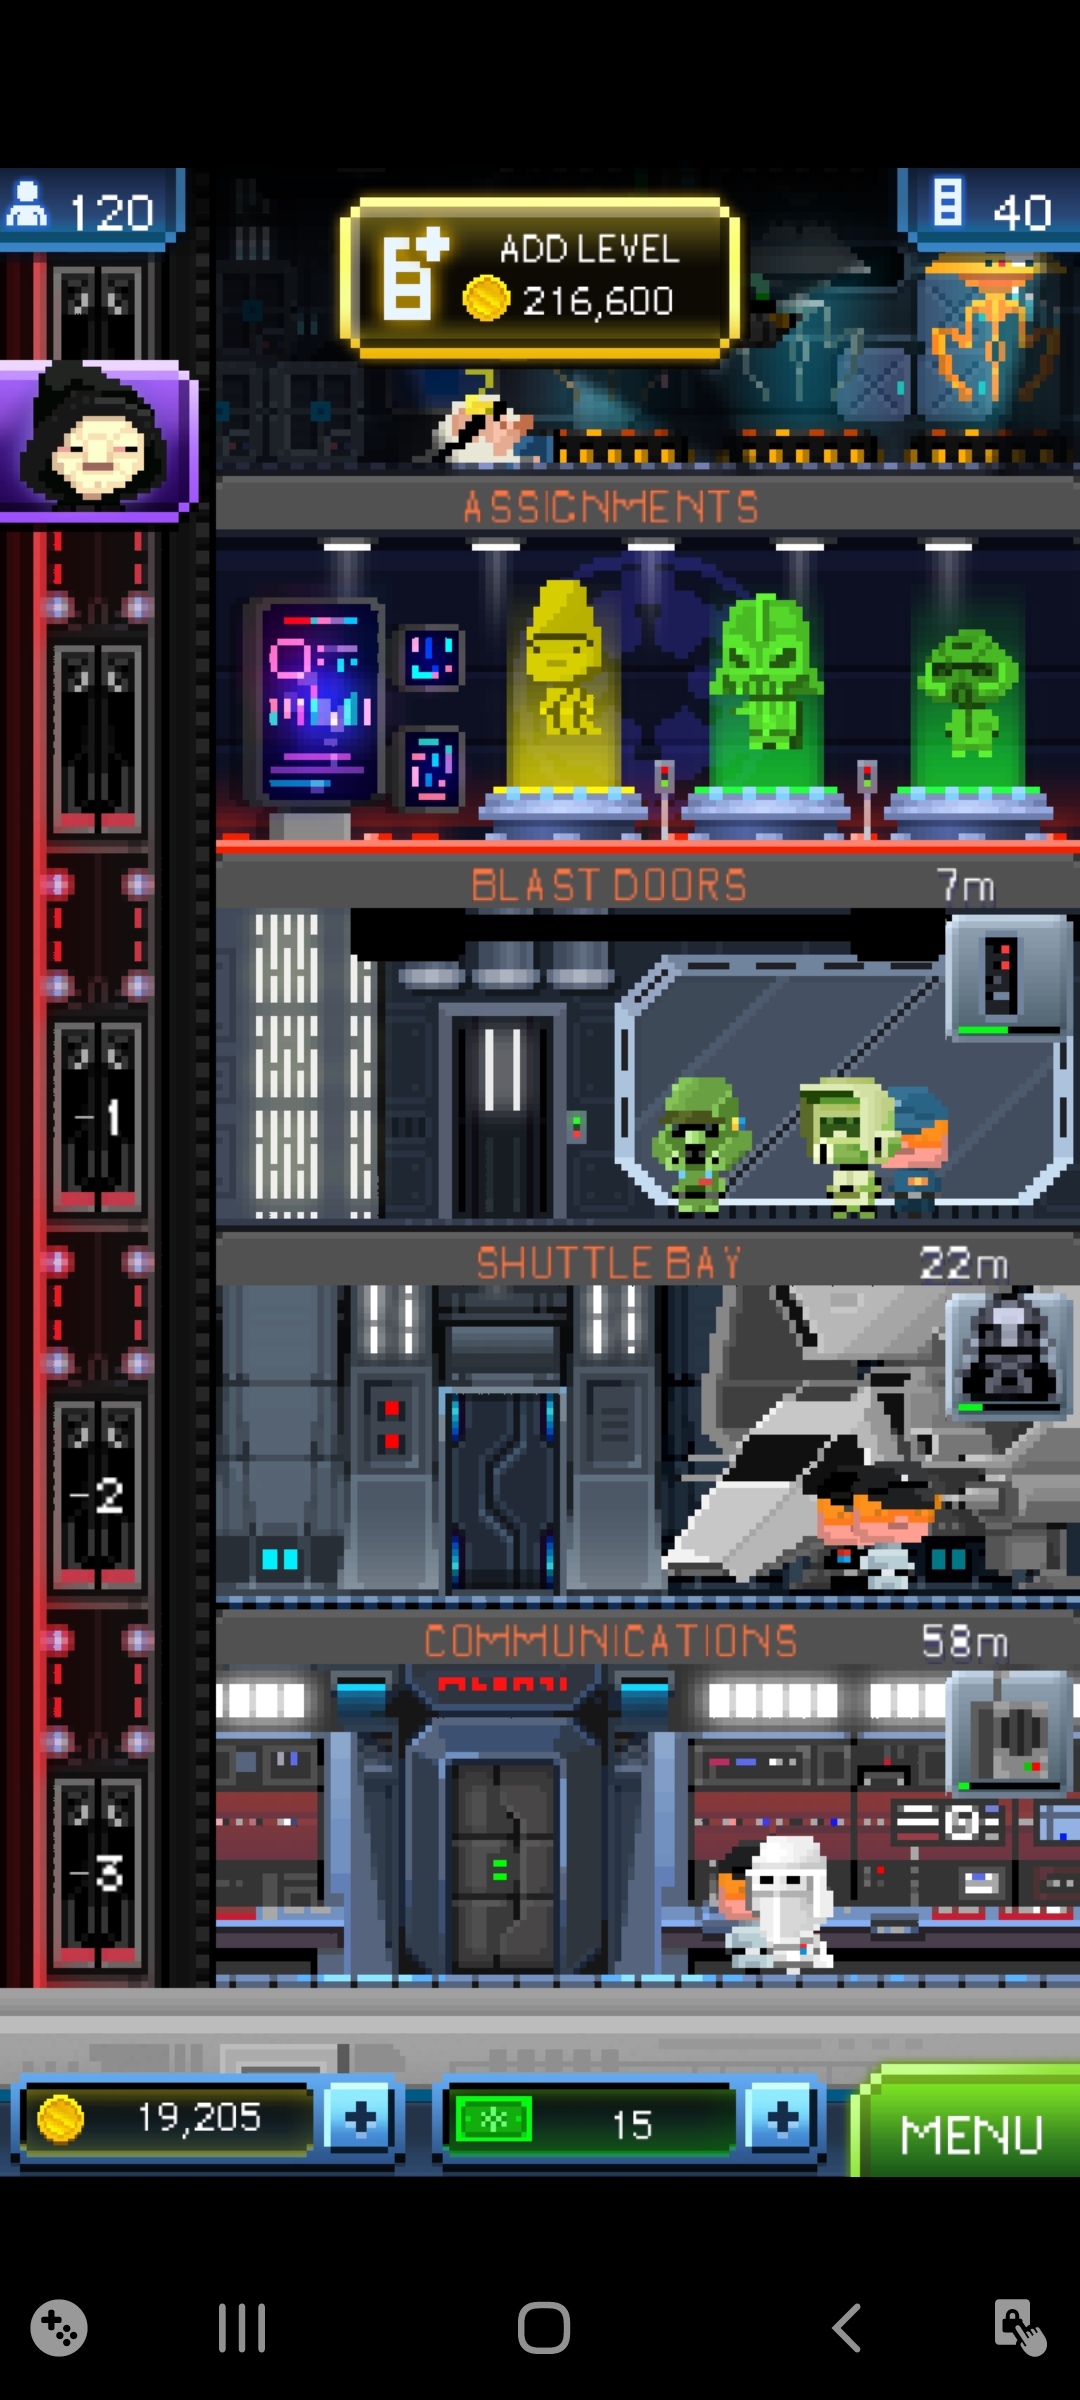 120
ADD LEVEL
216,600
40
ASSIGNMENTS
BLAST DOORS
7m
-1
SHUTTLE BAY
22m
-2
COMMUNICATIONS
58m
-3
19,205
15
MENU